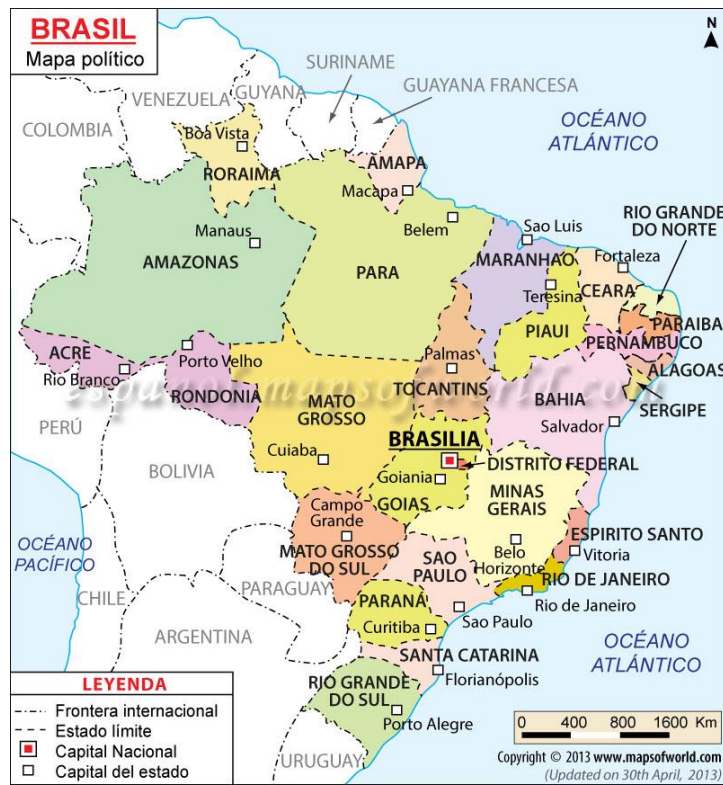 BRASIL
Mapa político
N
SURINAME
GUYANA
GUAYANA FRANCESA
VENEZUELA
COLOMBIA
OCÉANO
ATLÁNTICO
Boa Vista
RORAIMA
AMAPA
Macapa
Belem
Sao Luis
RIO GRANDE
DO NORTE
Manaus
AMAZONAS
PARA
MARANHAO
Fortaleza
CEARA
Teresina
PIAUI
PARAIBA
PERNAMBUCO
ALAGOAS
SERGIPE
ACRE
Rio Branco
Porto Velho
RONDONIA
Palmas
TOCANTINS
MATO
GROSSO
BAHIA
Salvador
espanol.mapsofworld.com
PERÚ
BOLIVIA
Cuiaba
BRASILIA
DISTRITO FEDERAL
Goiania
GOIAS
MINAS
GERAIS
Belo
Horizonte
ESPIRITO SANTO
Vitoria
Campo
Grande
MATO GROSSO
DO SUL
SAO
PAULO
Sao Paulo
RIO DE JANEIRO
Rio de Janeiro
OCÉANO
PACÍFICO
CHILE
PARAGUAY
ARGENTINA
PARANÁ
Curitiba
SANTA CATARINA
Florianópolis
RIO GRANDE
DO SUL
Porto Alegre
URUGUAY
OCÉANO
ATLÁNTICO
LEYENDA
Frontera internacional
Estado límite
Capital Nacional
Capital del estado
0 400 800 1600 Km
Copyright © 2013 www.mapsofworld.com
(Updated on 30th April, 2013)